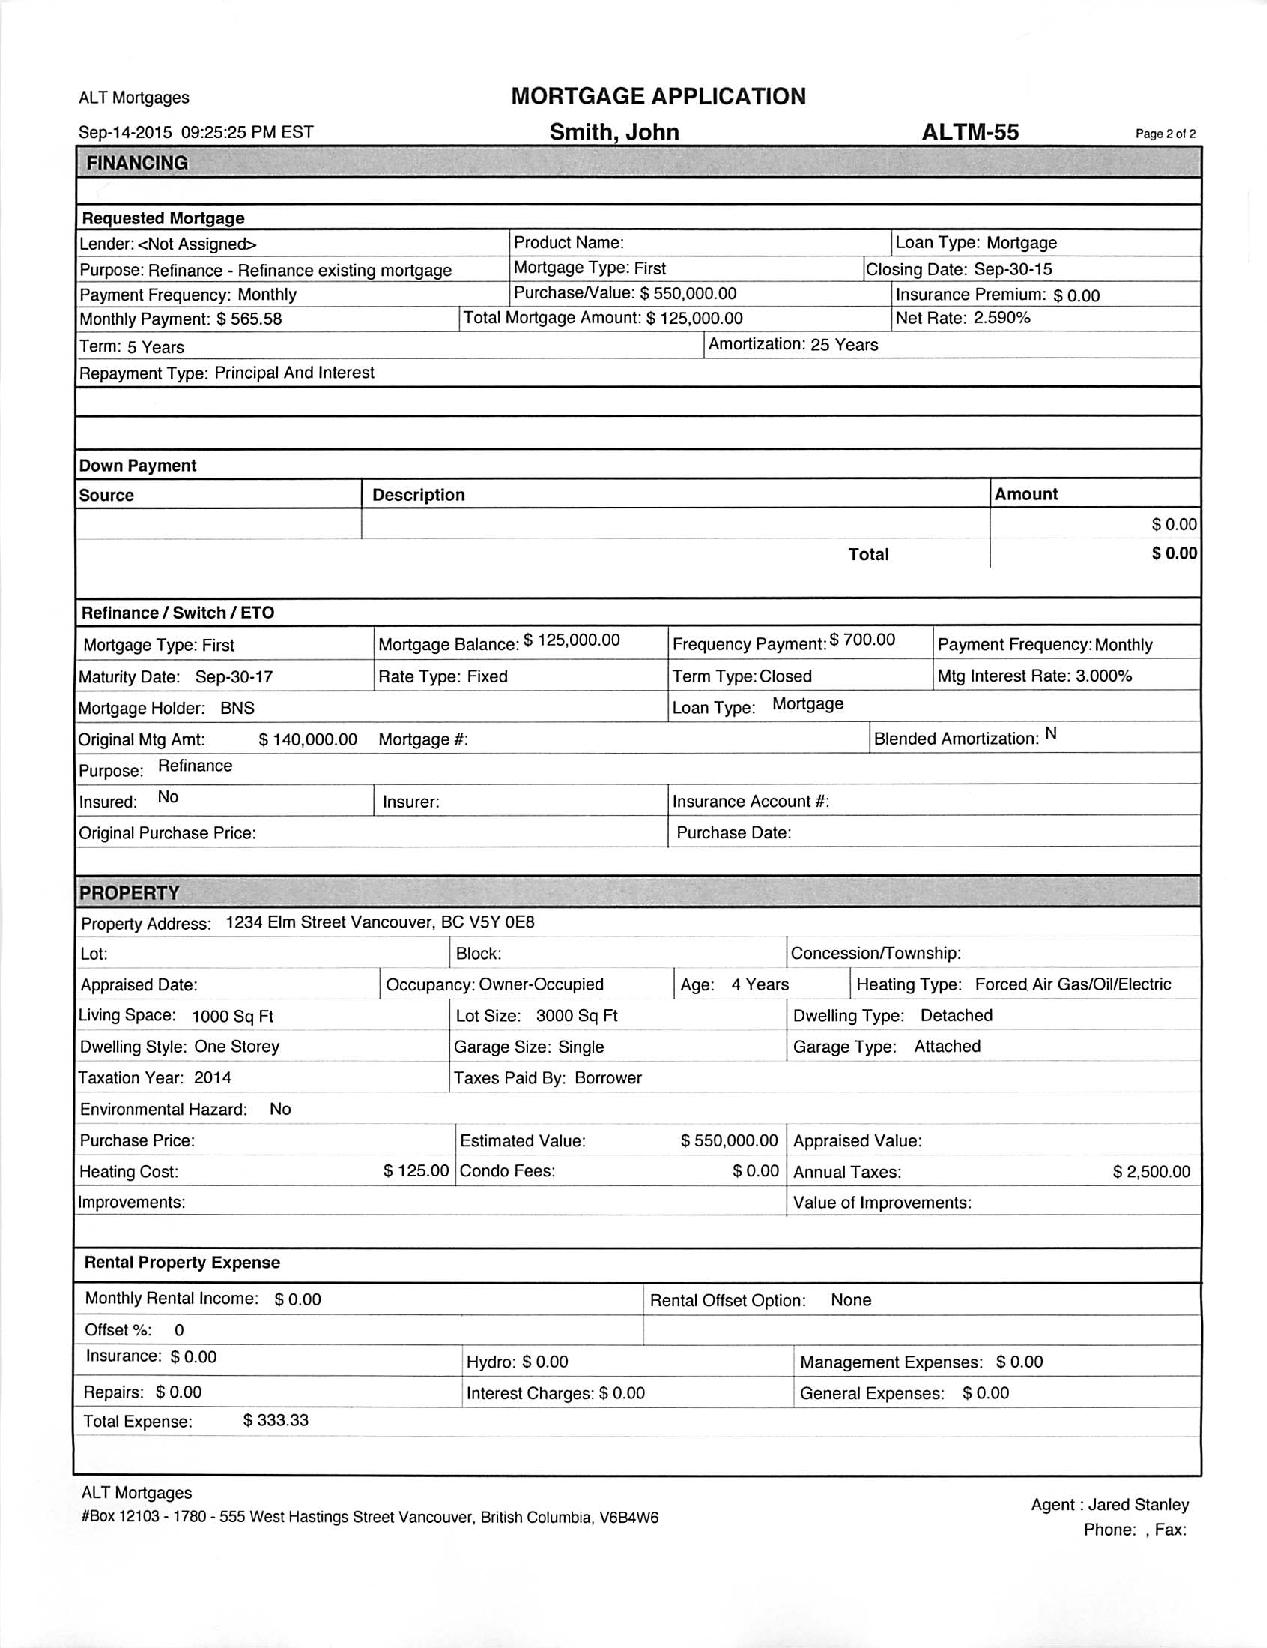 ALT Mortgages
MORTGAGE APPLICATION
Sep-14-2015 09:25:25 PM EST
Smith, John
ALTM-55
Page 2 of 2
FINANCING
Requested Mortgage
Lender: <Not Assigned> Product Name: Loan Type: Mortgage
Purpose: Refinance - Refinance existing mortgage Mortgage Type: First Closing Date: Sep-30-15
Payment Frequency: Monthly Purchase/Value: $ 550,000.00 Insurance Premium: $ 0.00
Monthly Payment: $ 565.58 Total Mortgage Amount: $ 125,000.00 Net Rate: 2.590%
Term: 5 Years Amortization: 25 Years
Repayment Type: Principal And Interest
Down Payment
Source Description Amount
$ 0.00
Total $ 0.00
Refinance / Switch / ETO
Mortgage Type: First Mortgage Balance: $ 125,000.00 Frequency Payment: $ 700.00 Payment Frequency: Monthly
Maturity Date: Sep-30-17 Rate Type: Fixed Term Type: Closed Mtg Interest Rate: 3.000%
Mortgage Holder: BNS Loan Type: Mortgage
Original Mtg Amt: $ 140,000.00 Mortgage #: Blended Amortization: N
Purpose: Refinance
Insured: No Insurer: Insurance Account #:
Original Purchase Price: Purchase Date:
PROPERTY
Property Address: 1234 Elm Street Vancouver, BC V5Y 0E8
Lot: Block: Concession/Township:
Appraised Date: Occupancy: Owner-Occupied Age: 4 Years Heating Type: Forced Air Gas/Oil/Electric
Living Space: 1000 Sq Ft Lot Size: 3000 Sq Ft Dwelling Type: Detached
Dwelling Style: One Storey Garage Size: Single Garage Type: Attached
Taxation Year: 2014 Taxes Paid By: Borrower
Environmental Hazard: No
Purchase Price: Estimated Value: $ 550,000.00 Appraised Value:
Heating Cost: $ 125.00 Condo Fees: $ 0.00 Annual Taxes: $ 2,500.00
Improvements: Value of Improvements:
Rental Property Expense
Monthly Rental Income: $ 0.00 Rental Offset Option: None
Offset %: 0
Insurance: $ 0.00 Hydro: $ 0.00 Management Expenses: $ 0.00
Repairs: $ 0.00 Interest Charges: $ 0.00 General Expenses: $ 0.00
Total Expense: $ 333.33
ALT Mortgages
#Box 12103 - 1780 - 555 West Hastings Street Vancouver, British Columbia, V6B4W6
Agent : Jared Stanley
Phone: , Fax: